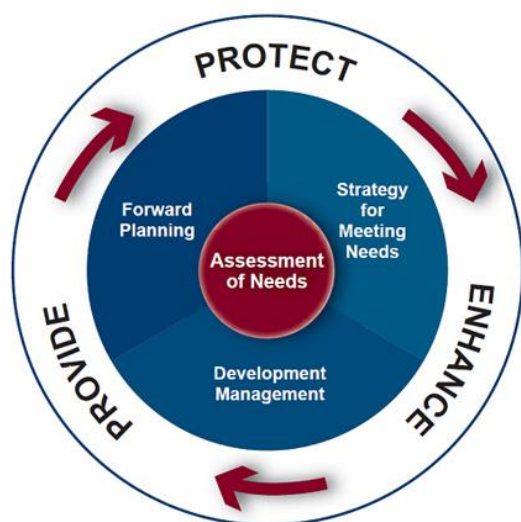 PROTECT
Strategy
for
Meeting
Needs
Forward
Planning
Assessment
of Needs
ENHANCE
PROVIDE
Development
Management